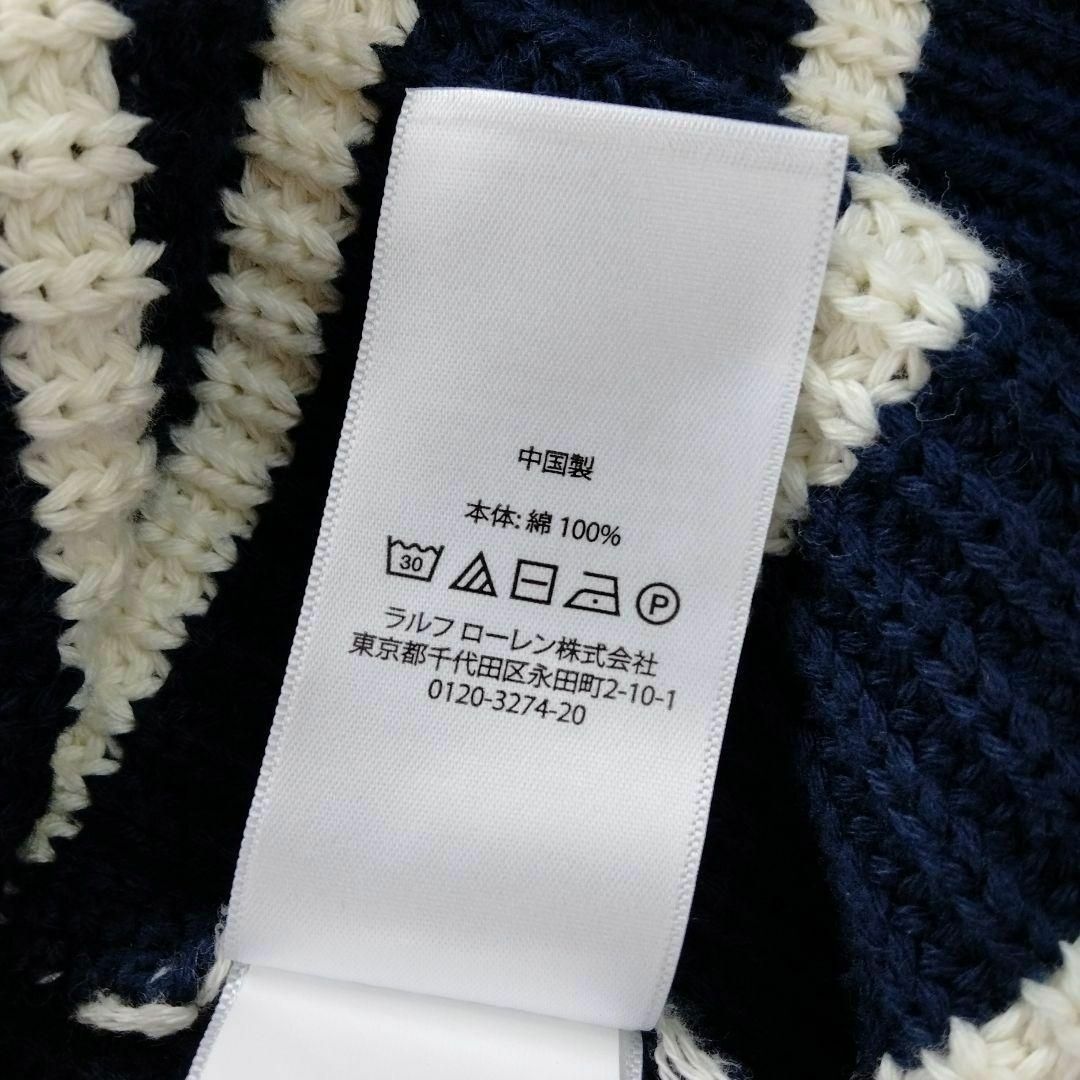 中国製
本体: 綿 100%
30 P
ラルフ ローレン株式会社
東京都千代田区永田町2-10-1
0120-3274-20